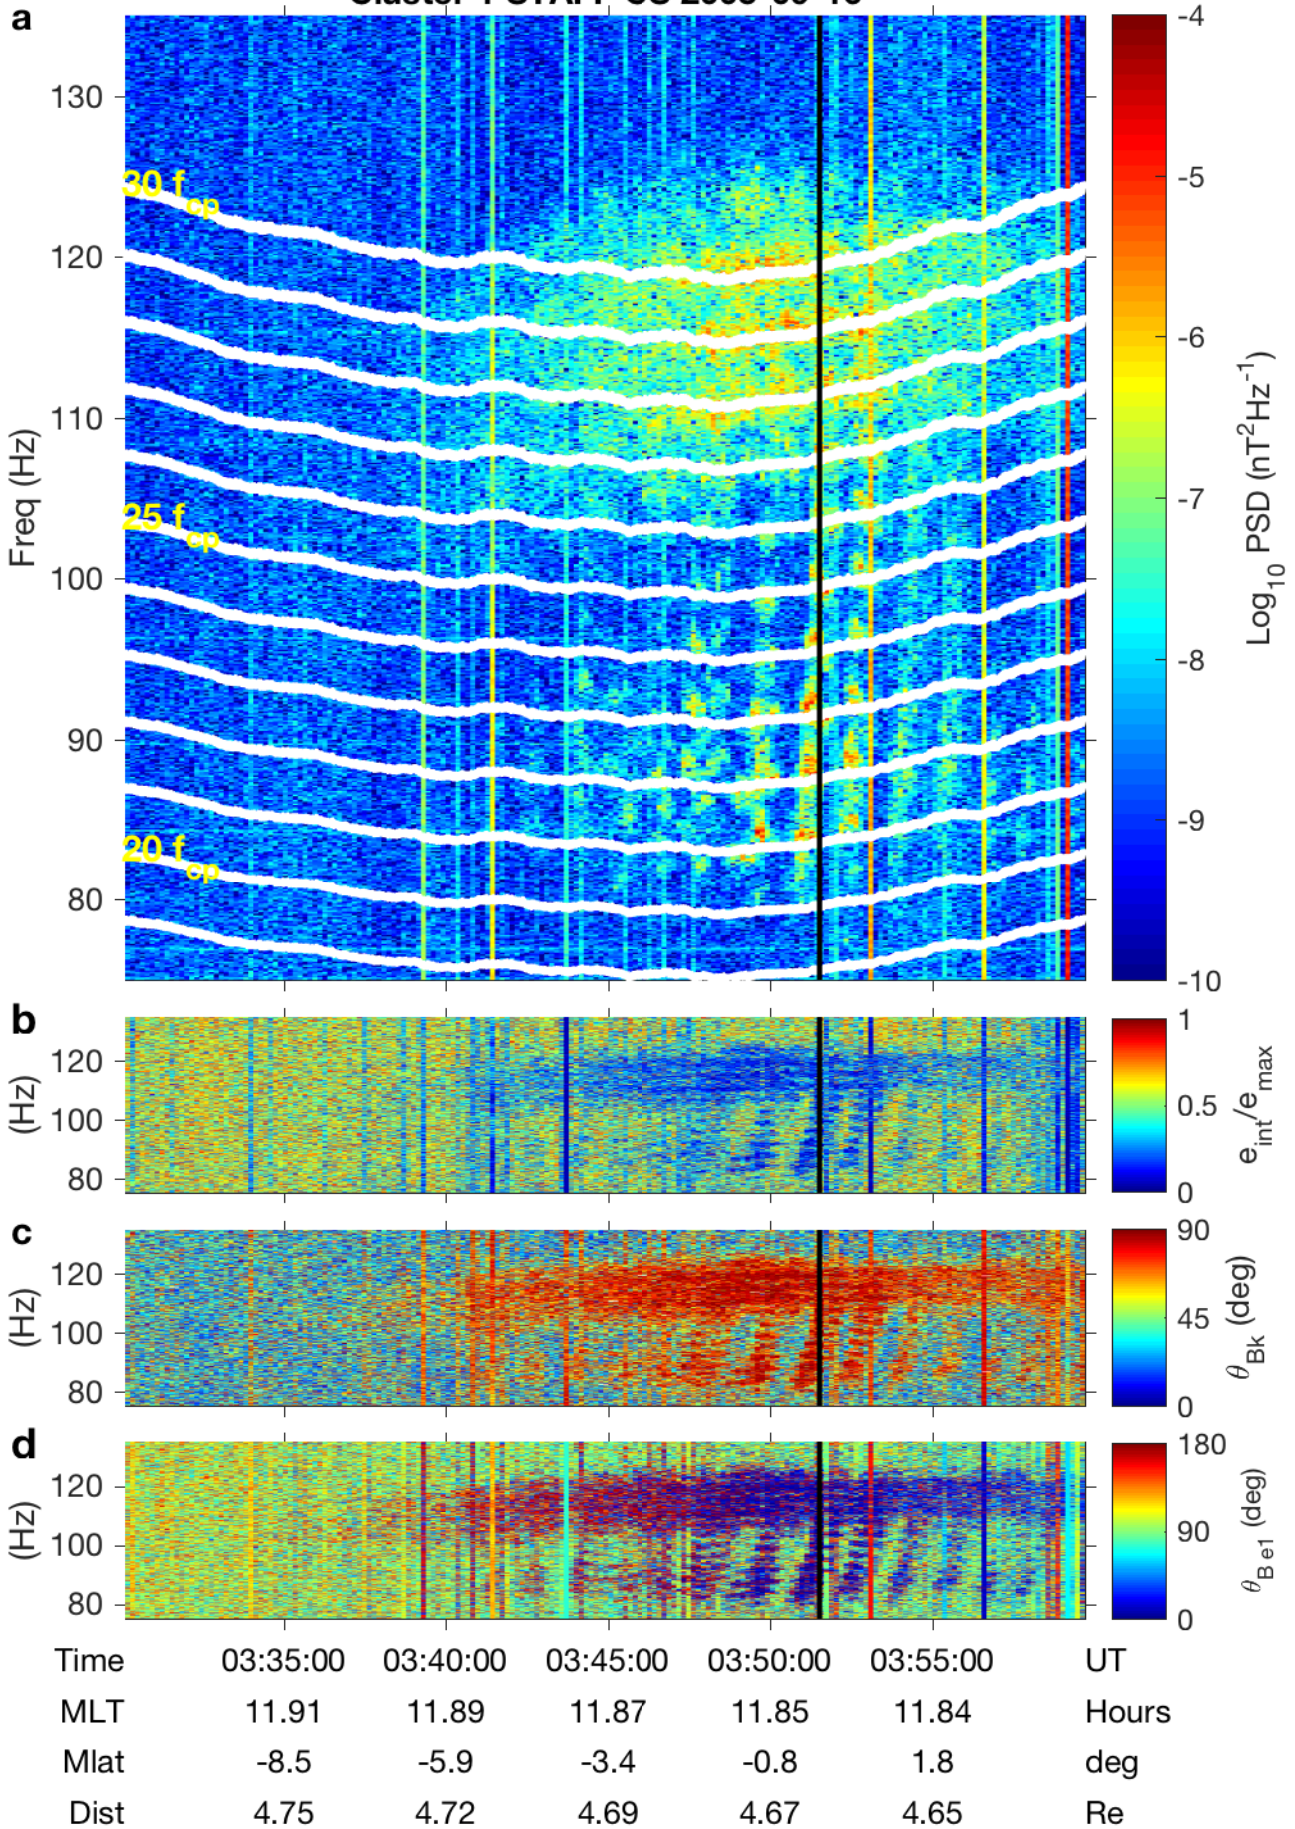 a
130
120
110
100
90
80
Freq (Hz)
30 fcp
25 fcp
20 fcp
-4
-5
-6
-7
-8
-9
-10
Log10 PSD (nT2Hz-1)
b
120
100
80
(Hz)
1
0.5
0
eint/emax
c
120
100
80
(Hz)
90
45
0
θBk (deg)
d
120
100
80
(Hz)
180
90
0
θB e1 (deg)
Time 03:35:00 03:40:00 03:45:00 03:50:00 03:55:00 UT
MLT 11.91 11.89 11.87 11.85 11.84 Hours
Mlat -8.5 -5.9 -3.4 -0.8 1.8 deg
Dist 4.75 4.72 4.69 4.67 4.65 Re